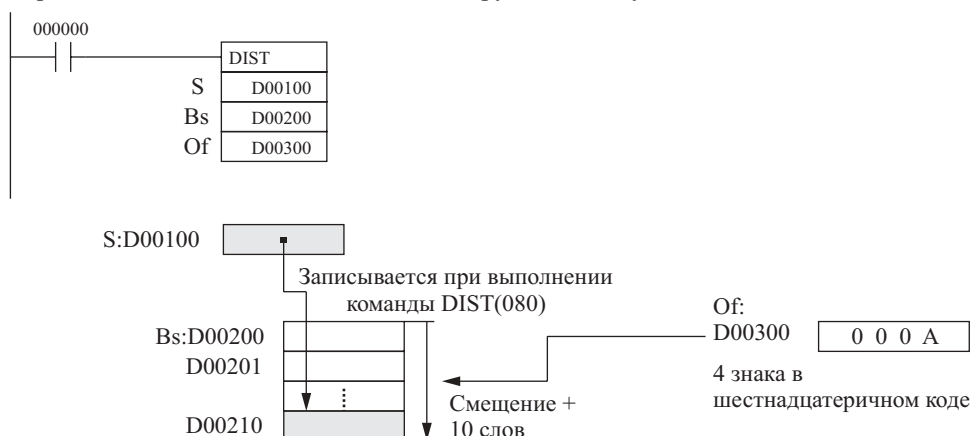 000000
DIST
S D00100
Bs D00200
Of D00300
S:D00100
Записывается при выполнении
команды DIST(080)
Of:
Bs:D00200
D00300 0 0 0 A
D00201
4 знака в
шестнадцатеричном коде
Смещение +
D00210
10 слов